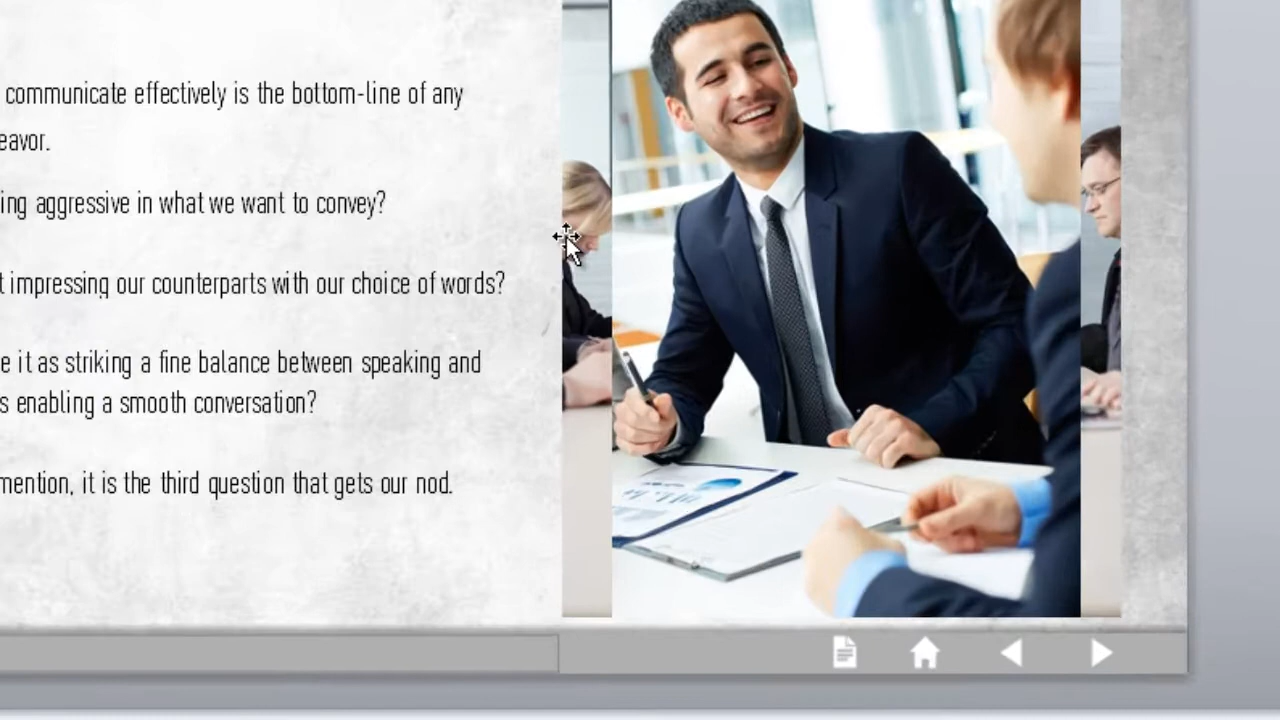 communicate effectively is the bottom-line of any
eavor.
ing aggressive in what we want to convey?
t impressing our counterparts with our choice of words?
e it as striking a fine balance between speaking and
s enabling a smooth conversation?
mention, it is the third question that gets our nod.